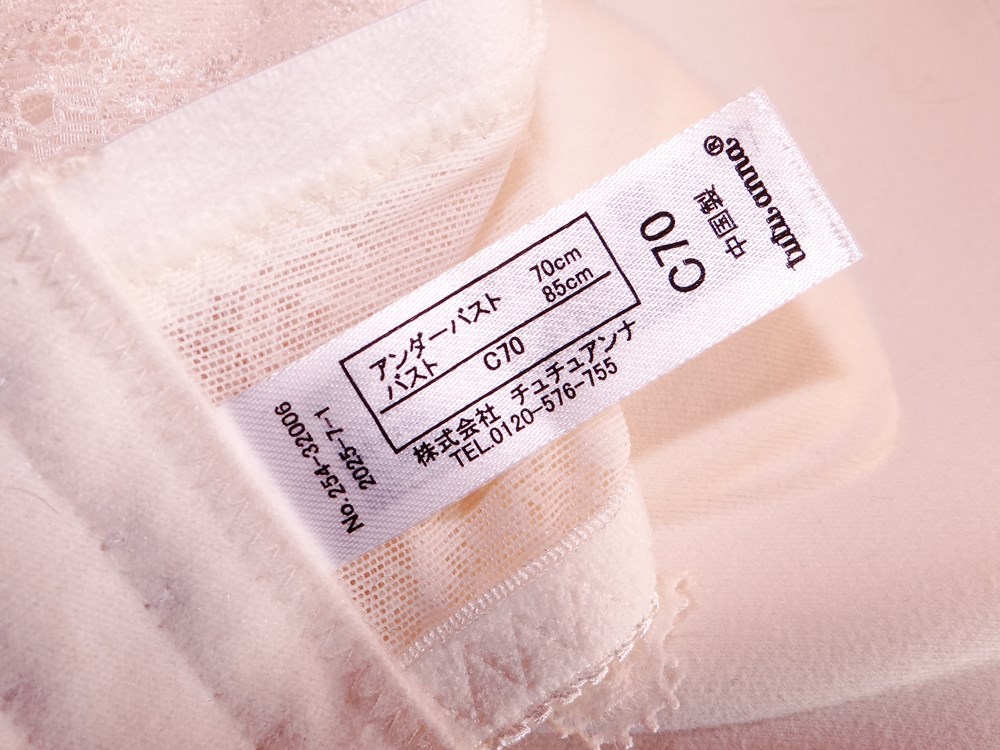 tutu anna®
中国製
C70
アンダーバスト 70cm
バスト 85cm
C70
株式会社 チュチュアンナ
TEL.0120-576-755
No.254-32006
2025-7-1